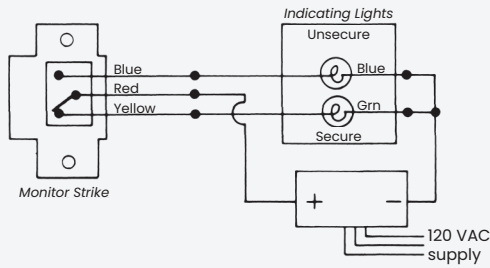 Indicating Lights
Unsecure
Blue
Blue
Red
Yellow
Grn
Secure
Monitor Strike
+
−
120 VAC
supply